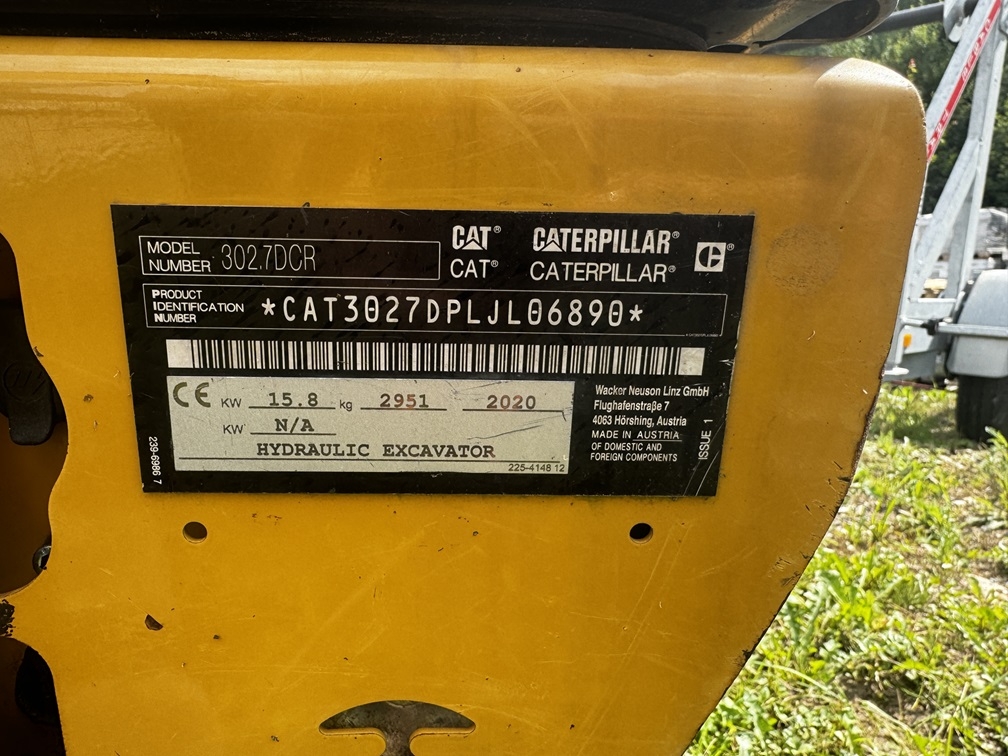 MODEL NUMBER 302.7DCR
CAT® CATERPILLAR® C®
CAT® CATERPILLAR®
PRODUCT IDENTIFICATION NUMBER *CAT3027DPLJL06890*
CE KW 15.8 kg 2951 2020
KW N/A
HYDRAULIC EXCAVATOR
225-4148 12
239-6986 7
Wacker Neuson Linz GmbH
Flughafenstraße 7
4063 Hörshing, Austria
MADE IN AUSTRIA
OF DOMESTIC AND
FOREIGN COMPONENTS
ISSUE 1